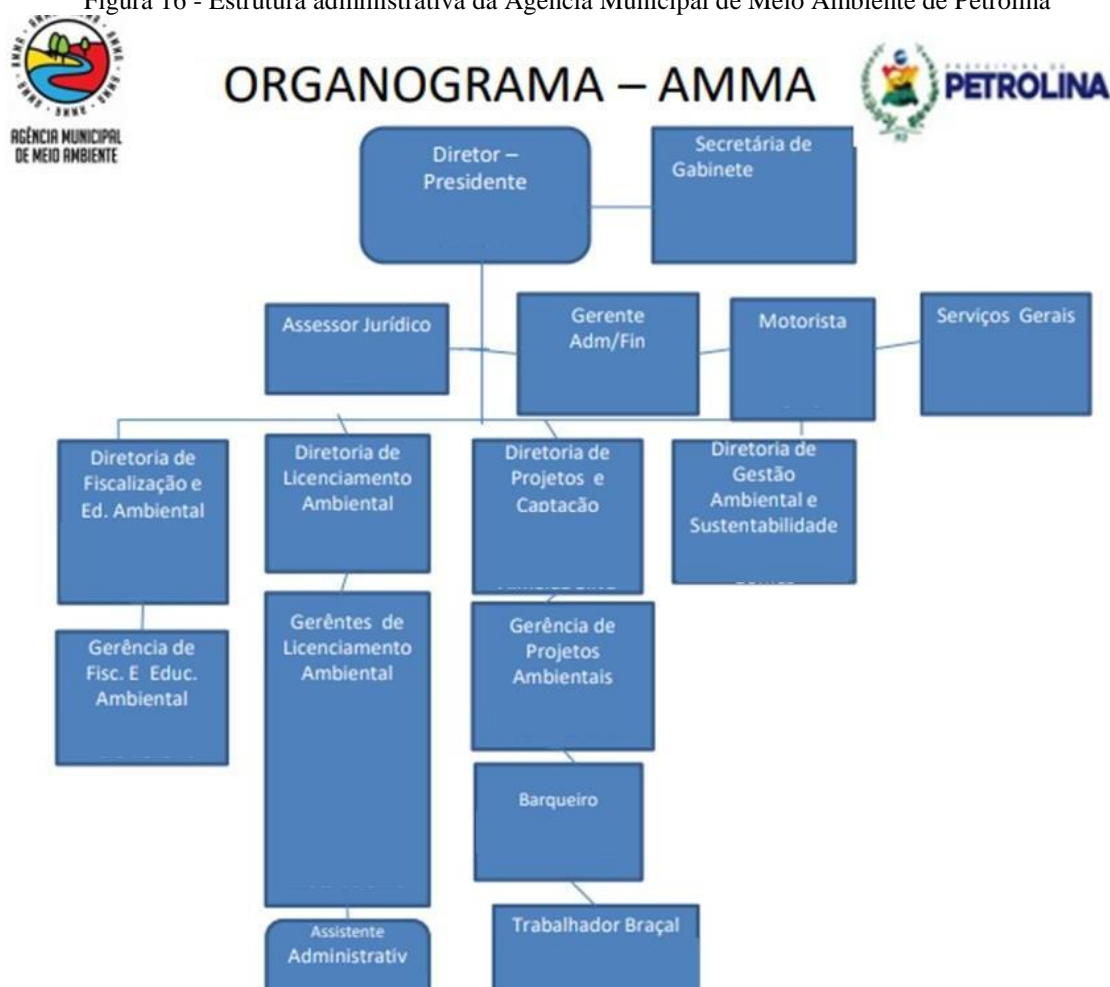 Figura 16 - Estrutura administrativa da Agência Municipal de Meio Ambiente de Petrolina
AMMA
AGÊNCIA MUNICIPAL
DE MEIO AMBIENTE
ORGANOGRAMA – AMMA
PREFEITURA DE
PETROLINA
Diretor –
Presidente
Secretária de
Gabinete
Assessor Jurídico
Gerente
Adm/Fin
Motorista
Serviços Gerais
Diretoria de
Fiscalização e
Ed. Ambiental
Diretoria de
Licenciamento
Ambiental
Diretoria de
Projetos e
Captação
Diretoria de
Gestão
Ambiental e
Sustentabilidade
Gerência de
Fisc. E Educ.
Ambiental
Gerêntes de
Licenciamento
Ambiental
Gerência de
Projetos
Ambientais
Barqueiro
Assistente
Administrativ
Trabalhador Braçal